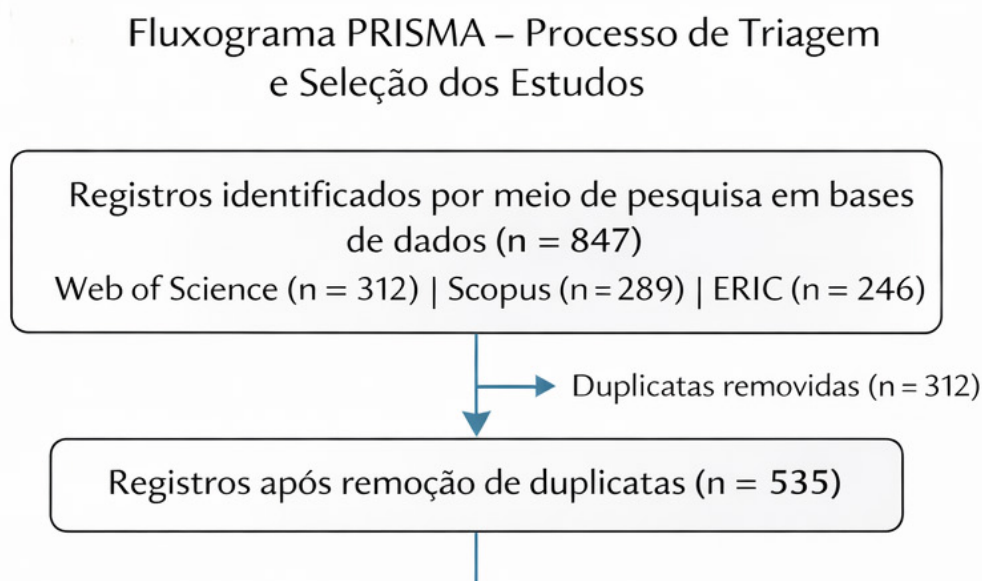 Fluxograma PRISMA – Processo de Triagem
e Seleção dos Estudos
Registros identificados por meio de pesquisa em bases
de dados (n = 847)
Web of Science (n = 312) | Scopus (n = 289) | ERIC (n = 246)
Duplicatas removidas (n = 312)
Registros após remoção de duplicatas (n = 535)